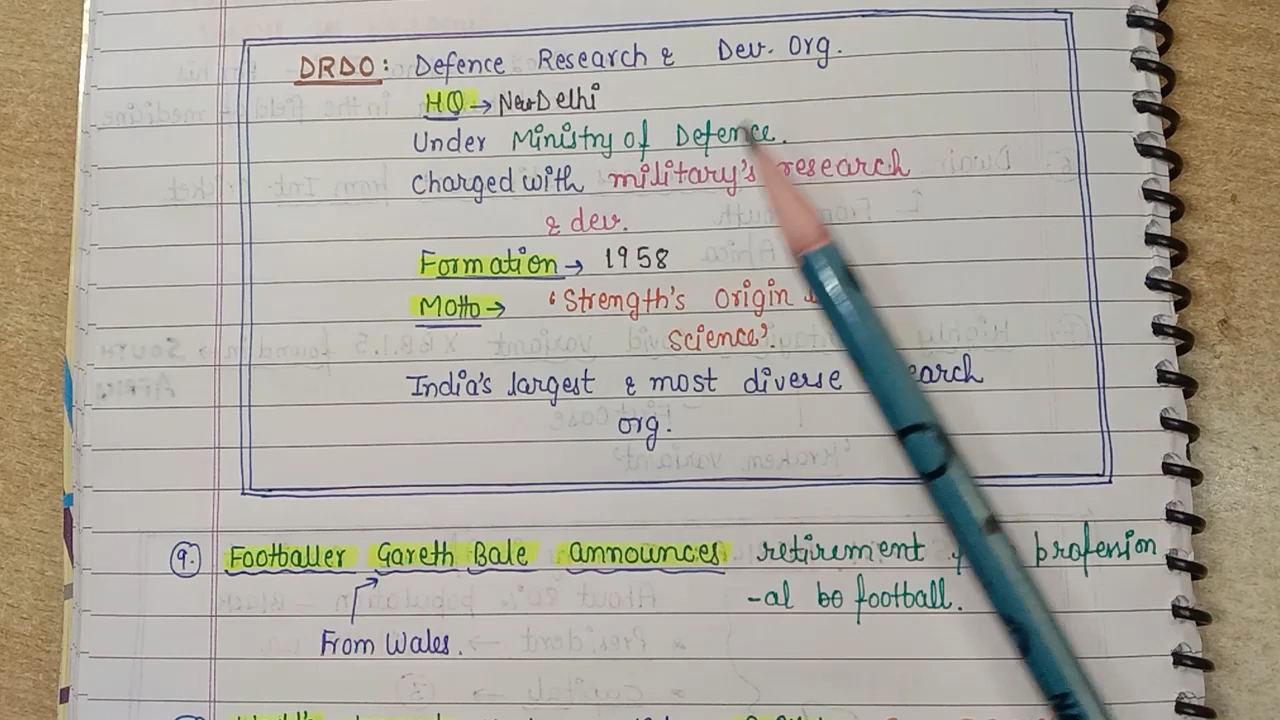 DRDO: Defence Research & Dev. Org.
HQ → New Delhi
Under Ministry of Defence.
Charged with military's research
& dev.
Formation → 1958
Motto → 'Strength's Origin
Science'.
India's largest & most diverse
org.
9. Footballer Gareth Bale announces retirement profession
-al bo football.
From Wales.